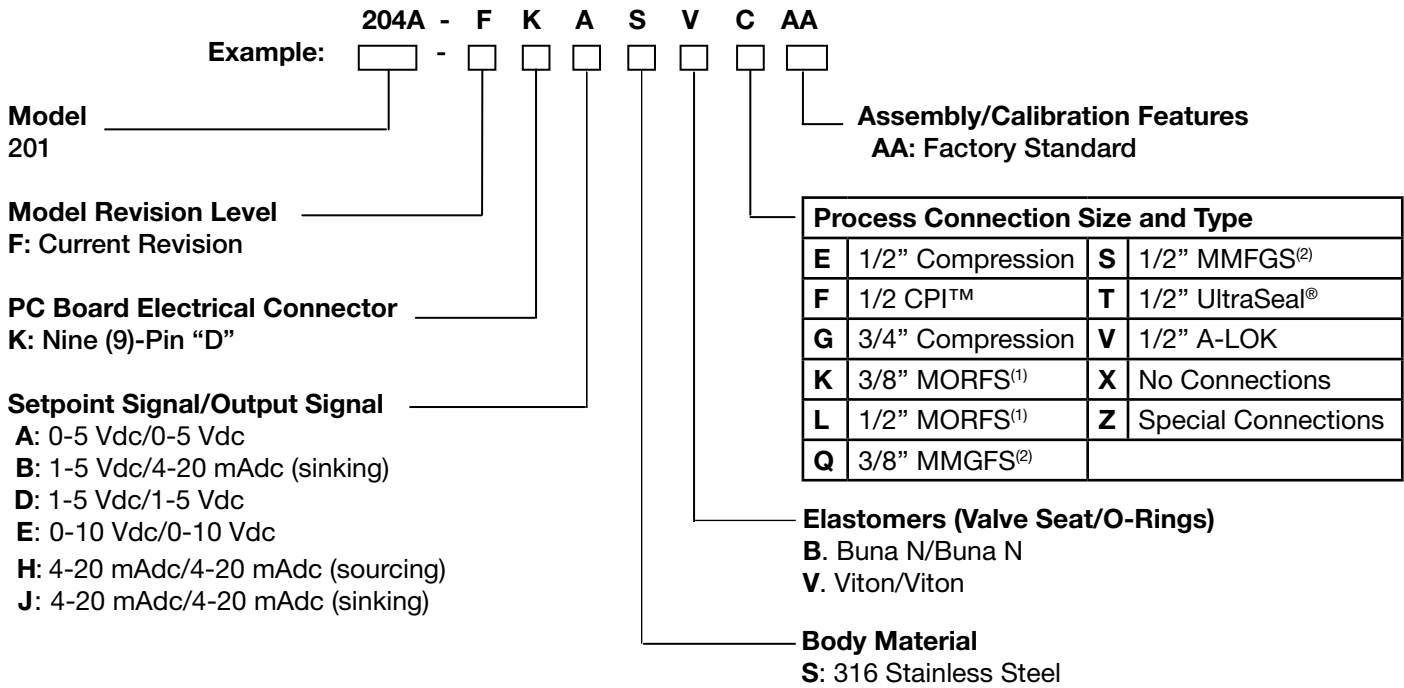 204A - F K A S V C AA
Example: -
Model
201
Model Revision Level
F: Current Revision
PC Board Electrical Connector
K: Nine (9)-Pin “D”
Setpoint Signal/Output Signal
A: 0-5 Vdc/0-5 Vdc
B: 1-5 Vdc/4-20 mAdc (sinking)
D: 1-5 Vdc/1-5 Vdc
E: 0-10 Vdc/0-10 Vdc
H: 4-20 mAdc/4-20 mAdc (sourcing)
J: 4-20 mAdc/4-20 mAdc (sinking)
Assembly/Calibration Features
AA: Factory Standard
Process Connection Size and Type
E 1/2” Compression S 1/2” MMFGS(2)
F 1/2 CPI™ T 1/2” UltraSeal®
G 3/4” Compression V 1/2” A-LOK
K 3/8” MORFS(1) X No Connections
L 1/2” MORFS(1) Z Special Connections
Q 3/8” MMGFS(2)
Elastomers (Valve Seat/O-Rings)
B. Buna N/Buna N
V. Viton/Viton
Body Material
S: 316 Stainless Steel